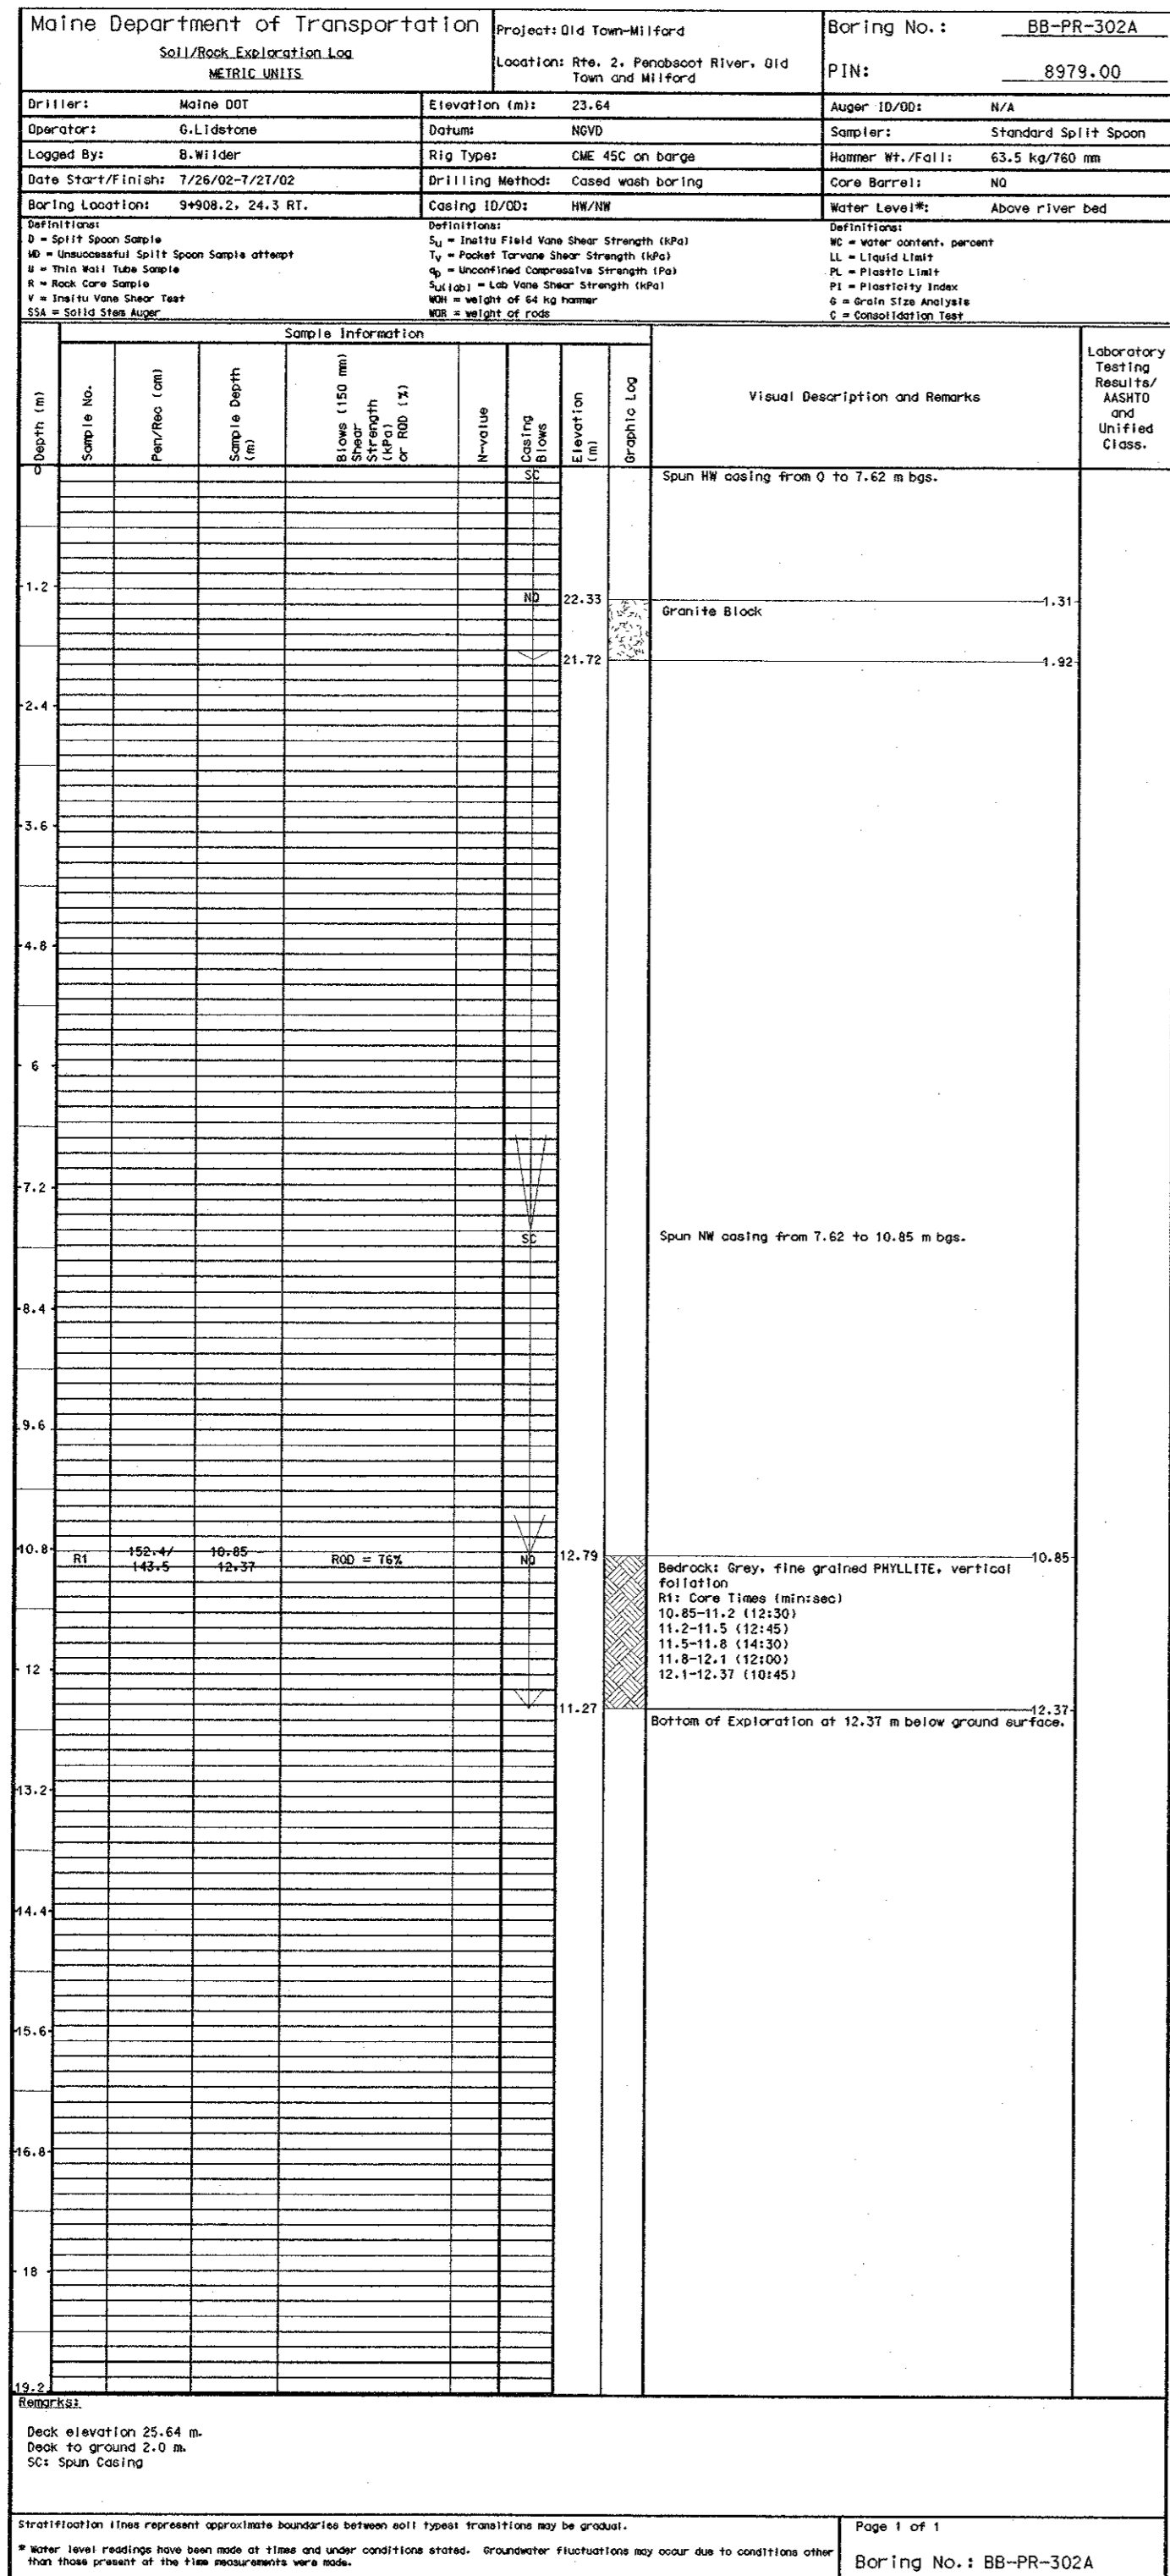 Maine Department of Transportation
Soil/Rock Exploration Log
METRIC UNITS
Project: Old Town-Milford
Location: Rte. 2, Penobscot River, Old
Town and Milford
Boring No.: BB-PR-302A
PIN: 8979.00
Driller: Maine DOT
Elevation (m): 23.64
Auger ID/OD: N/A
Operator: G.Lidstone
Datum: NGVD
Sampler: Standard Split Spoon
Logged By: B.Wilder
Rig Type: CME 45C on barge
Hammer Wt./Fall: 63.5 kg/760 mm
Date Start/Finish: 7/26/02-7/27/02
Drilling Method: Cased wash boring
Core Barrel: NQ
Boring Location: 9+908.2, 24.3 RT.
Casing ID/OD: HW/NW
Water Level*: Above river bed
Definitions:
D = Split Spoon Sample
MD = Unsuccessful Split Spoon Sample attempt
U = Thin Wall Tube Sample
R = Rock Core Sample
V = Insitu Vane Shear Test
SSA = Solid Stem Auger
Definitions:
Su = Insitu Field Vane Shear Strength (kPa)
Tv = Pocket Torvane Shear Strength (kPa)
qp = Unconfined Compressive Strength (Pa)
Su(lab) = Lab Vane Shear Strength (kPa)
WOH = weight of 64 kg hammer
WOR = weight of rods
Definitions:
WC = water content, percent
LL = Liquid Limit
PL = Plastic Limit
PI = Plasticity Index
G = Grain Size Analysis
C = Consolidation Test
Sample Information
Depth (m)
Sample No.
Pen/Rec (cm)
Sample Depth
(m)
Blows (150 mm)
Shear
Strength
(kPa)
or RQD (%)
N-value
Casing
Blows
Elevation
(m)
Graphic Log
Visual Description and Remarks
Laboratory
Testing
Results/
AASHTO
and
Unified
Class.
0
SC
Spun HW casing from 0 to 7.62 m bgs.
1.2
NQ
22.33
1.31
Granite Block
21.72
1.92
2.4
3.6
4.8
6
7.2
SC
Spun NW casing from 7.62 to 10.85 m bgs.
8.4
9.6
10.8
R1
152.4/
143.5
10.85
12.37
RQD = 76%
NQ
12.79
10.85
Bedrock: Grey, fine grained PHYLLITE, vertical
foliation
R1: Core Times (min:sec)
10.85-11.2 (12:30)
11.2-11.5 (12:45)
11.5-11.8 (14:30)
11.8-12.1 (12:00)
12.1-12.37 (10:45)
12
11.27
12.37
Bottom of Exploration at 12.37 m below ground surface.
13.2
14.4
15.6
16.8
18
19.2
Remarks:
Deck elevation 25.64 m.
Deck to ground 2.0 m.
SC: Spun Casing
Stratification lines represent approximate boundaries between soil types; transitions may be gradual.
* Water level readings have been made at times and under conditions stated. Groundwater fluctuations may occur due to conditions other
than those present at the time measurements were made.
Page 1 of 1
Boring No.: BB-PR-302A